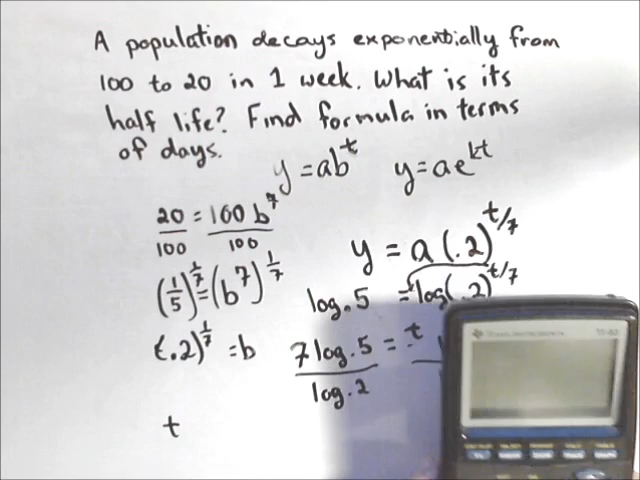 A population decays exponentially from
100 to 20 in 1 week. What is its
half life? Find formula in terms
of days.
y = ab^t y = ae^kt
20/100 = 100 b^7/100
y = a(.2)^t/7
(1/5)^1/7 = (b^7)^1/7
log.5 = log(.2)^t/7
(.2)^1/7 = b
7 log.5/log.2 = t
t